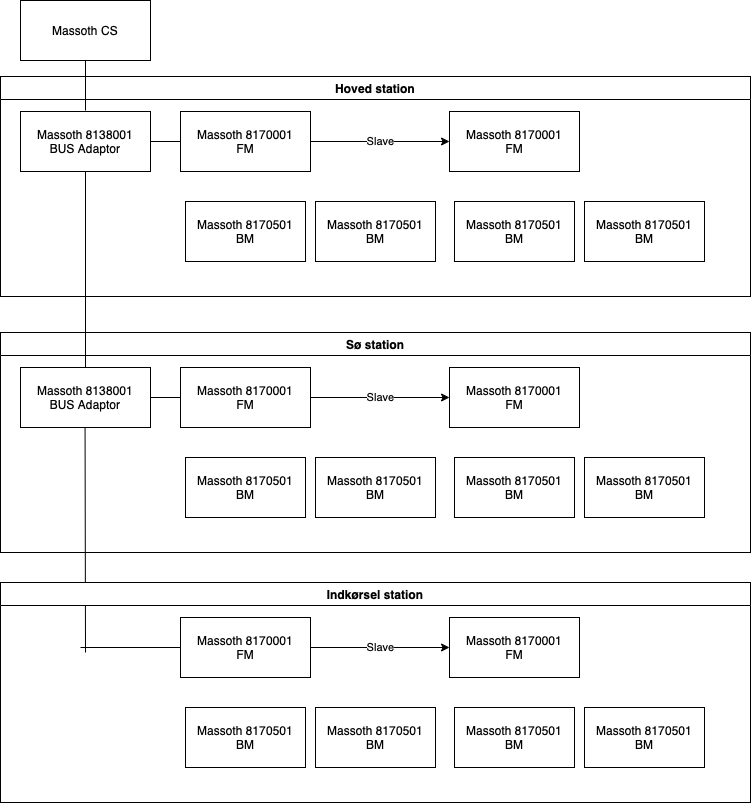 Massoth CS
Hoved station
Massoth 8138001
BUS Adaptor
Massoth 8170001
FM
Slave
Massoth 8170001
FM
Massoth 8170501
BM
Massoth 8170501
BM
Massoth 8170501
BM
Massoth 8170501
BM
Sø station
Massoth 8138001
BUS Adaptor
Massoth 8170001
FM
Slave
Massoth 8170001
FM
Massoth 8170501
BM
Massoth 8170501
BM
Massoth 8170501
BM
Massoth 8170501
BM
Indkørsel station
Massoth 8170001
FM
Slave
Massoth 8170001
FM
Massoth 8170501
BM
Massoth 8170501
BM
Massoth 8170501
BM
Massoth 8170501
BM